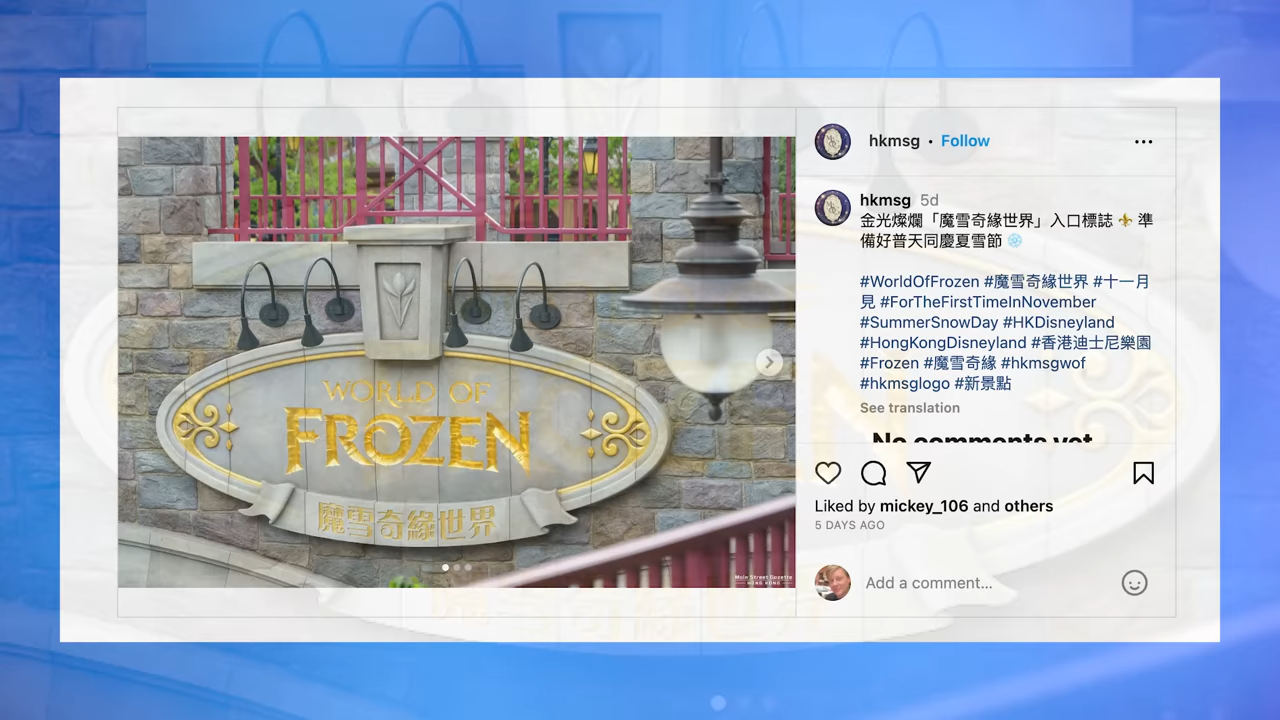 WORLD OF
FROZEN
魔雪奇緣世界
Main Street Gazette
HONG KONG
hkmsg • Follow
hkmsg 5d
金光燦爛「魔雪奇緣世界」入口標誌 ⚜️ 準
備好普天同慶夏雪節 ❄️
#WorldOfFrozen #魔雪奇緣世界 #十一月
見 #ForTheFirstTimeInNovember
#SummerSnowDay #HKDisneyland
#HongKongDisneyland #香港迪士尼樂園
#Frozen #魔雪奇緣 #hkmsgwof
#hkmsglogo #新景點
See translation
No comments yet
Liked by mickey_106 and others
5 DAYS AGO
Add a comment...